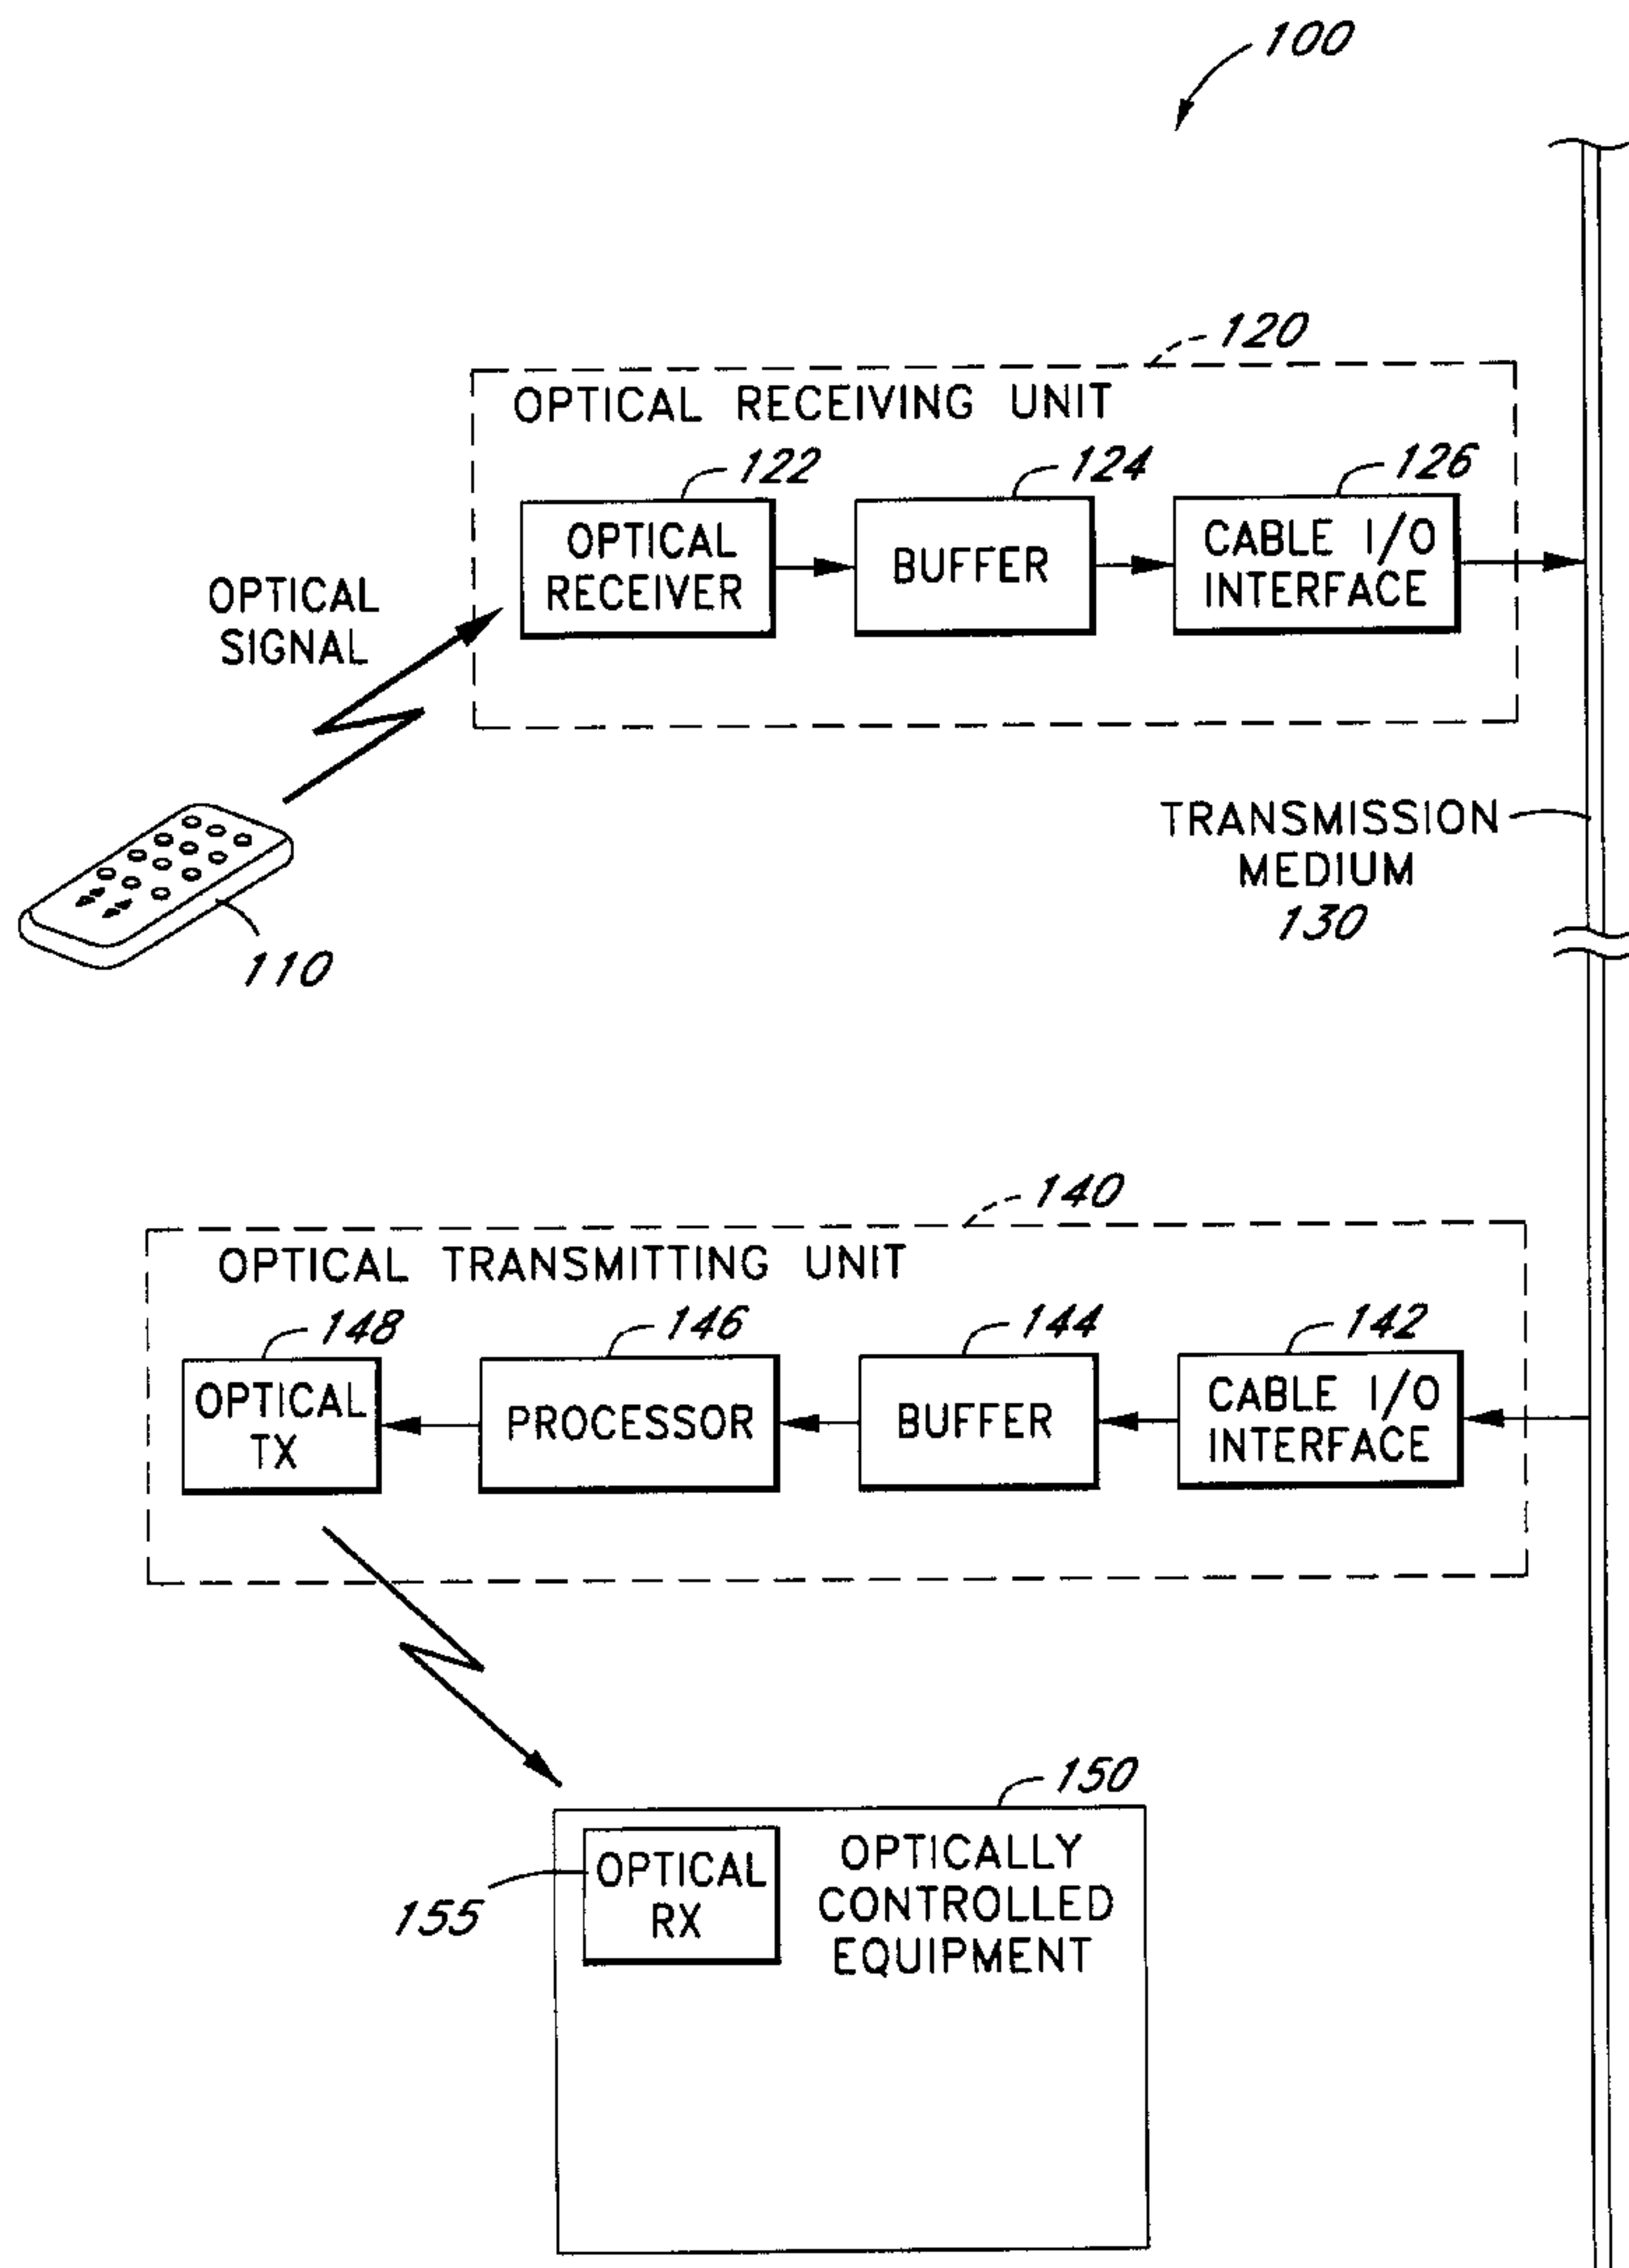 100
120
OPTICAL RECEIVING UNIT
122
124
126
OPTICAL
RECEIVER
BUFFER
CABLE I/O
INTERFACE
OPTICAL
SIGNAL
110
TRANSMISSION
MEDIUM
130
140
OPTICAL TRANSMITTING UNIT
148
146
144
142
OPTICAL
TX
PROCESSOR
BUFFER
CABLE I/O
INTERFACE
150
155
OPTICAL
RX
OPTICALLY
CONTROLLED
EQUIPMENT